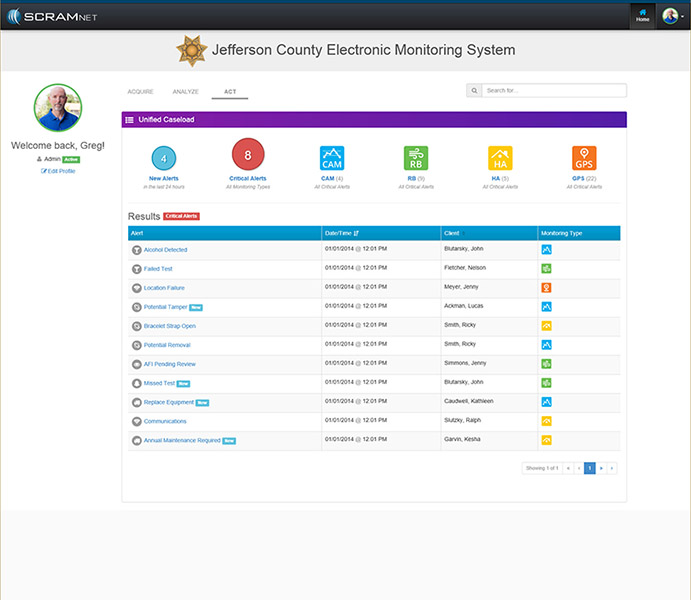 SCRAMNET
Home
Jefferson County Electronic Monitoring System
ACQUIRE ANALYZE ACT
Search for...
Welcome back, Greg!
Admin Active
Edit Profile
Unified Caseload
4
8
CAM
RB
HA
GPS
New Alerts Critical Alerts CAM (4) RB (9) HA (5) GPS (22)
in the last 24 hours All Monitoring Types All Critical Alerts All Critical Alerts All Critical Alerts All Critical Alerts
Results Critical Alerts
Alert Date/Time Client Monitoring Type
Alcohol Detected 01/01/2014 @ 12:01 PM Blutarsky, John
Failed Test 01/01/2014 @ 12:01 PM Fletcher, Nelson
Location Failure 01/01/2014 @ 12:01 PM Meyer, Jenny
Potential Tamper New 01/01/2014 @ 12:01 PM Ackman, Lucas
Bracelet Strap Open 01/01/2014 @ 12:01 PM Smith, Ricky
Potential Removal 01/01/2014 @ 12:01 PM Smith, Ricky
AFI Pending Review 01/01/2014 @ 12:01 PM Simmons, Jenny
Missed Test New 01/01/2014 @ 12:01 PM Blutarsky, John
Replace Equipment New 01/01/2014 @ 12:01 PM Caudwell, Kathleen
Communications 01/01/2014 @ 12:01 PM Slutzky, Ralph
Annual Maintenance Required New 01/01/2014 @ 12:01 PM Garvin, Kesha
Showing 1 of 1 « ‹ 1 » ›